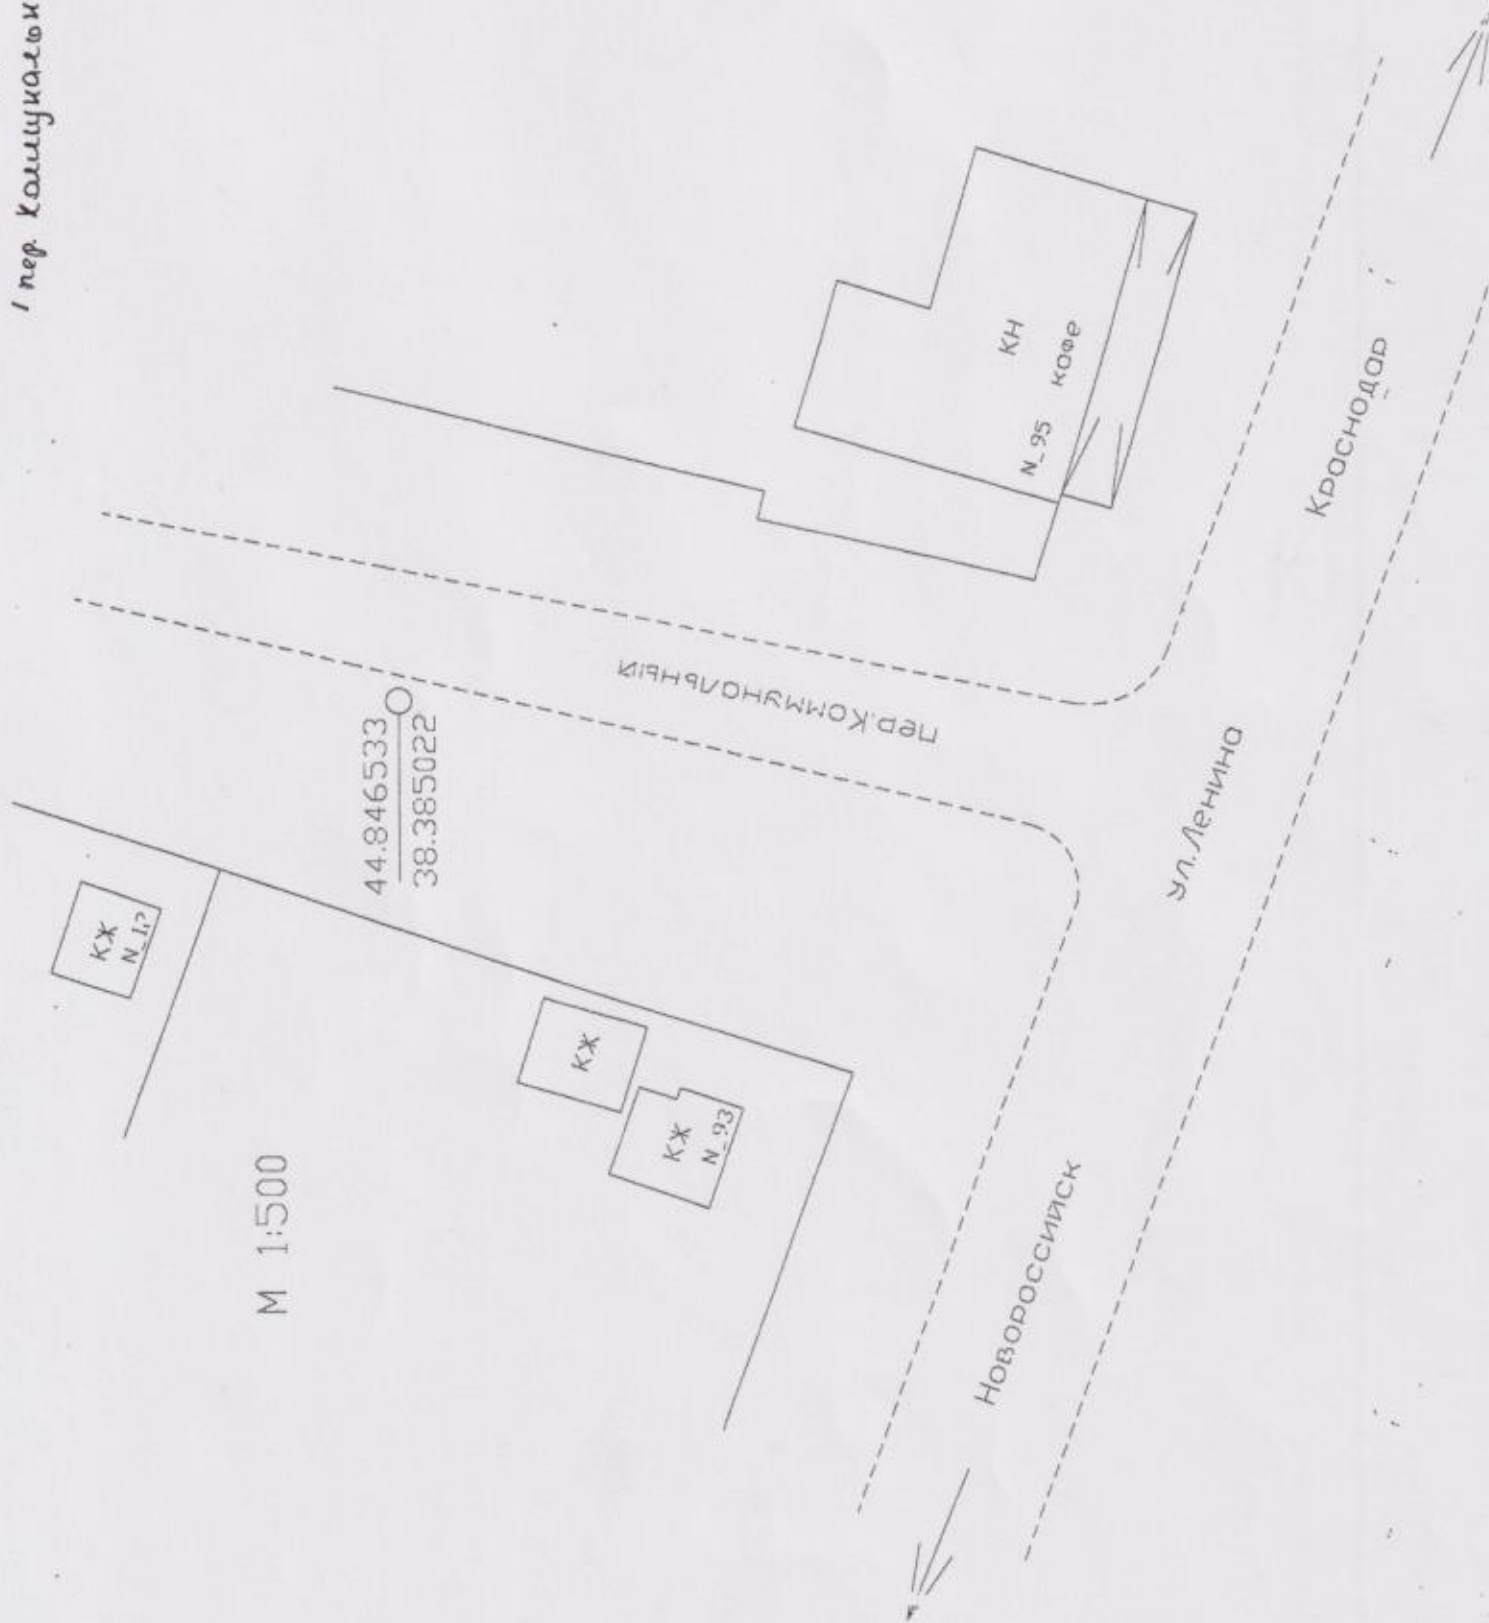 1 пер. Коммунальн
КЖ
N_1
44.846533
38.385022
М 1:500
КЖ
КЖ
N_93
пер.Коммунальный
КН
N_95 кофе
Краснодар
ул.Ленина
Новороссийск